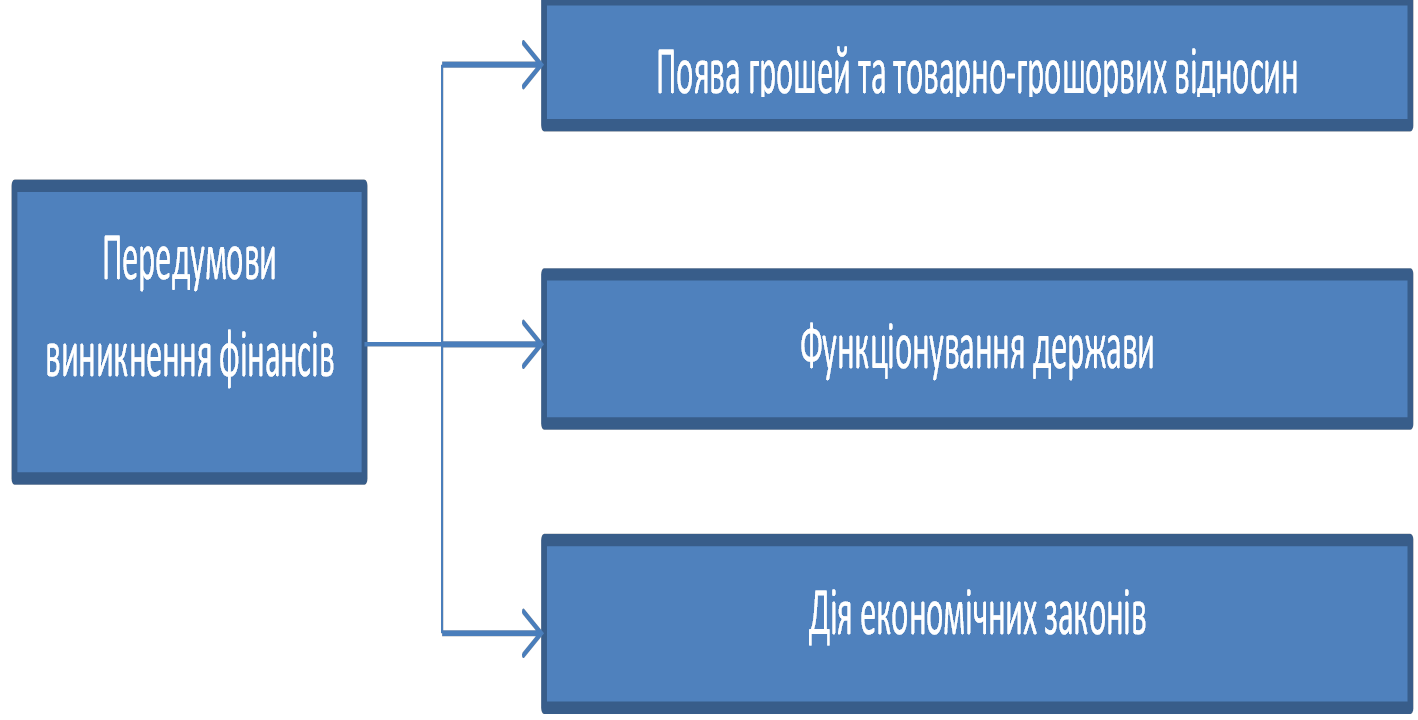 Поява грошей та товарно-грошорвих відносин
Передумови
виникнення фінансів
Функціонування держави
Дія економічних законів